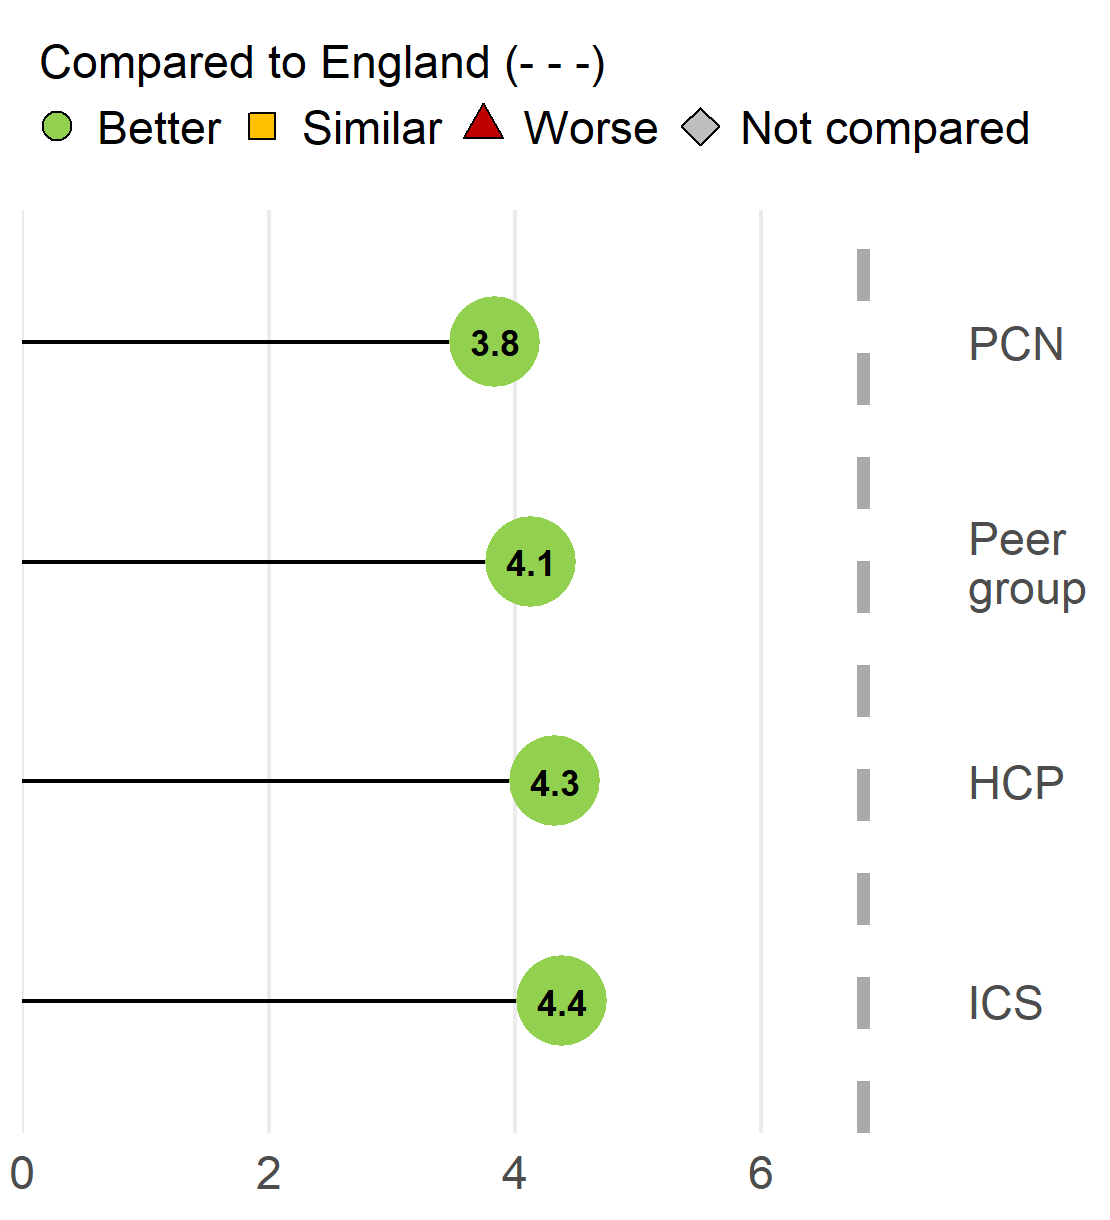 Compared to England (- - -)
Better Similar Worse Not compared
3.8 PCN
4.1 Peer
group
4.3 HCP
4.4 ICS
0 2 4 6